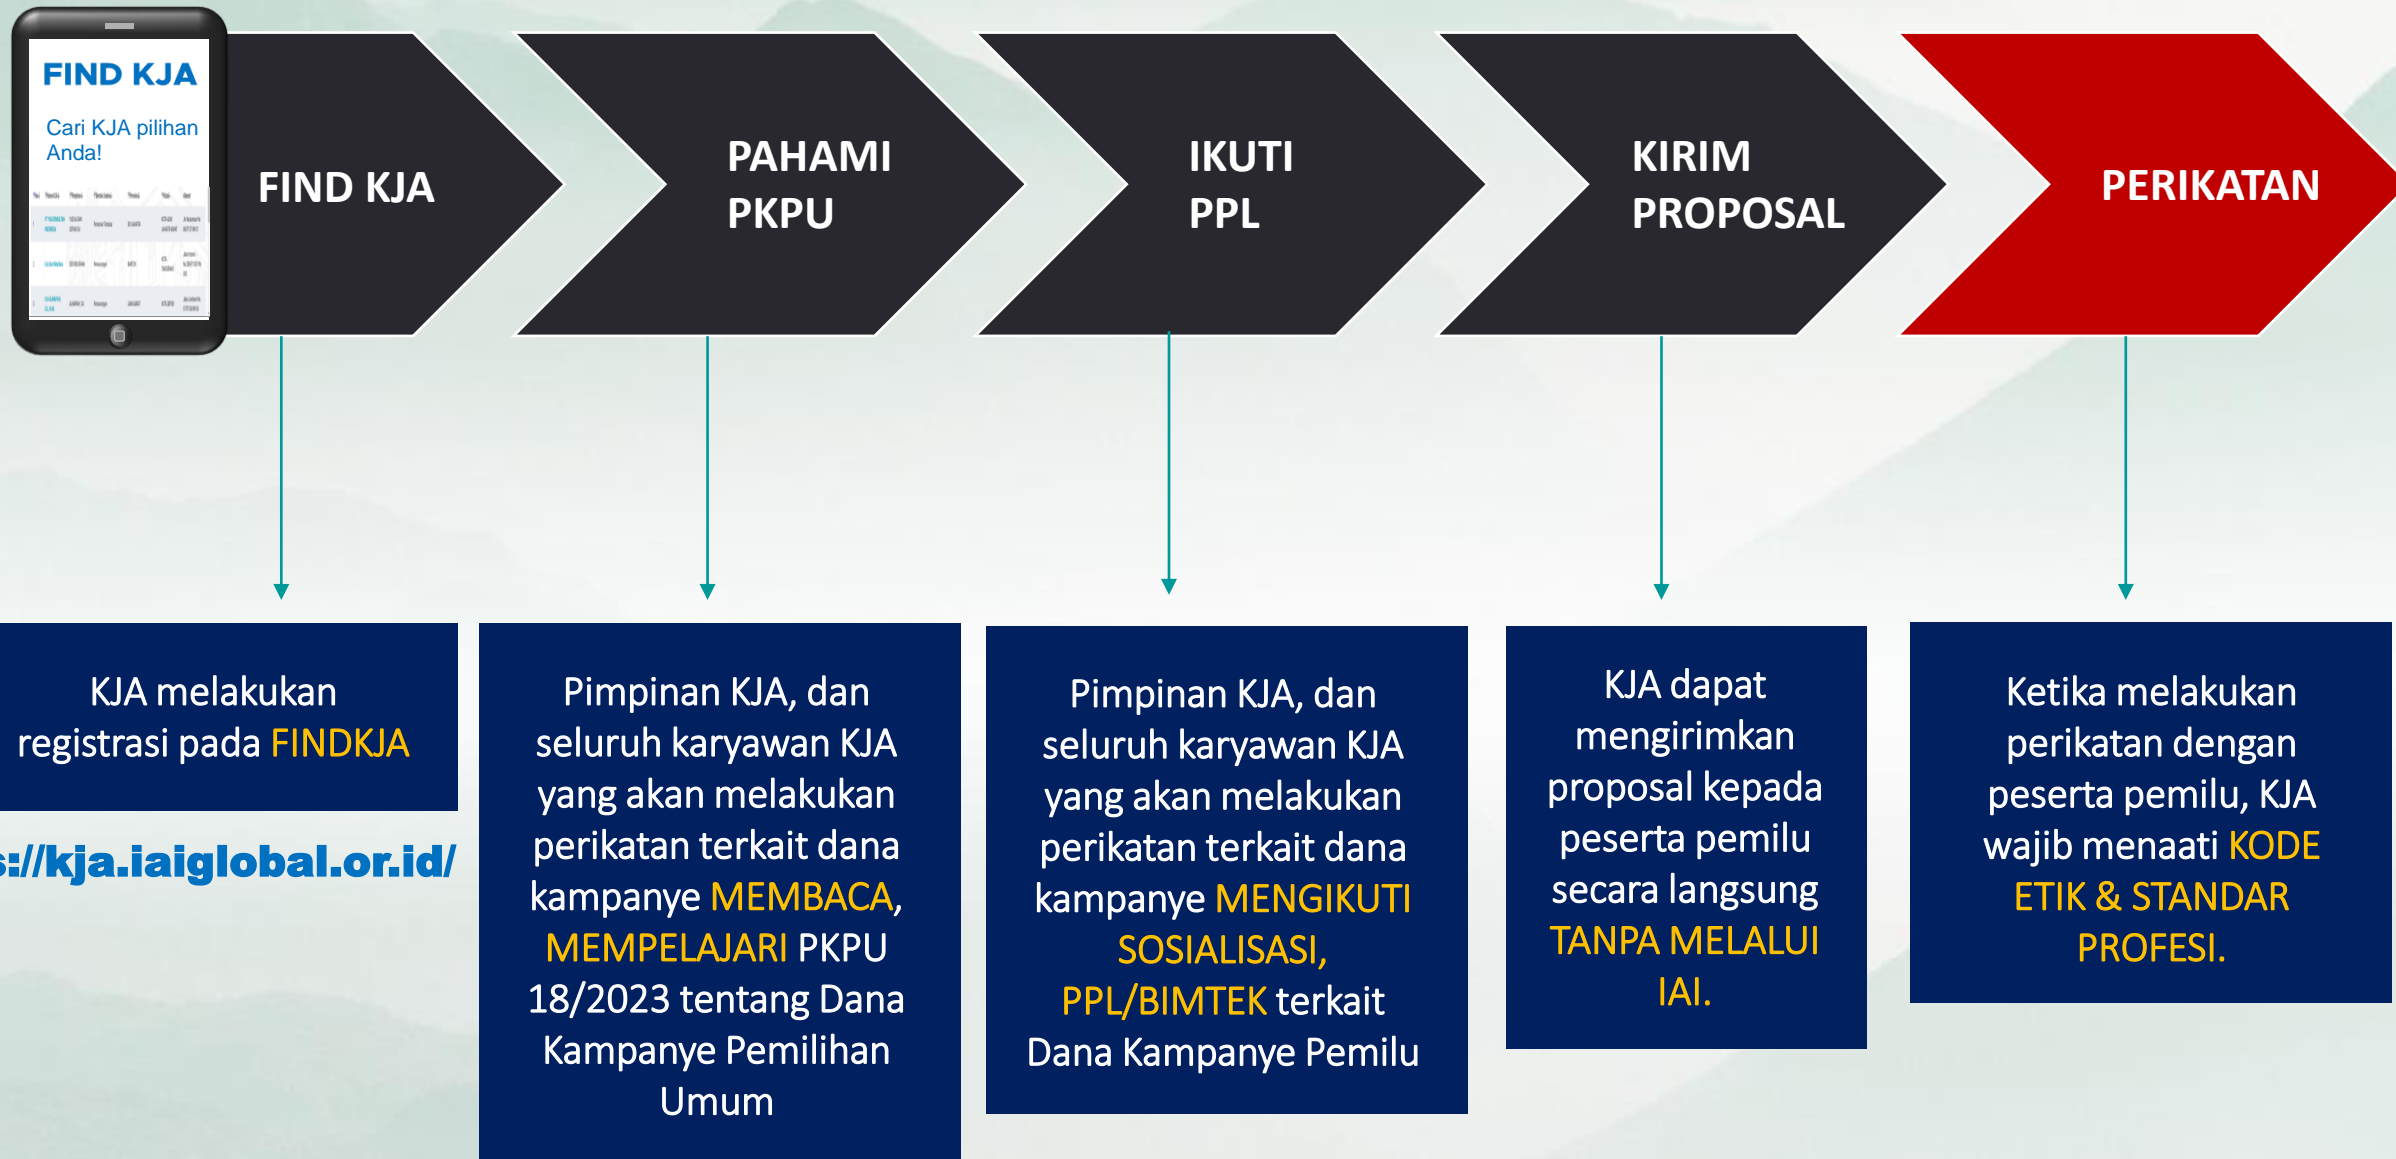 FIND KJA
Cari KJA pilihan
Anda!
FIND KJA
PAHAMI
PKPU
IKUTI
PPL
KIRIM
PROPOSAL
PERIKATAN
KJA melakukan
registrasi pada FINDKJA
s://kja.iaiglobal.or.id/
Pimpinan KJA, dan
seluruh karyawan KJA
yang akan melakukan
perikatan terkait dana
kampanye MEMBACA,
MEMPELAJARI PKPU
18/2023 tentang Dana
Kampanye Pemilihan
Umum
Pimpinan KJA, dan
seluruh karyawan KJA
yang akan melakukan
perikatan terkait dana
kampanye MENGIKUTI
SOSIALISASI,
PPL/BIMTEK terkait
Dana Kampanye Pemilu
KJA dapat
mengirimkan
proposal kepada
peserta pemilu
secara langsung
TANPA MELALUI
IAI.
Ketika melakukan
perikatan dengan
peserta pemilu, KJA
wajib menaati KODE
ETIK & STANDAR
PROFESI.